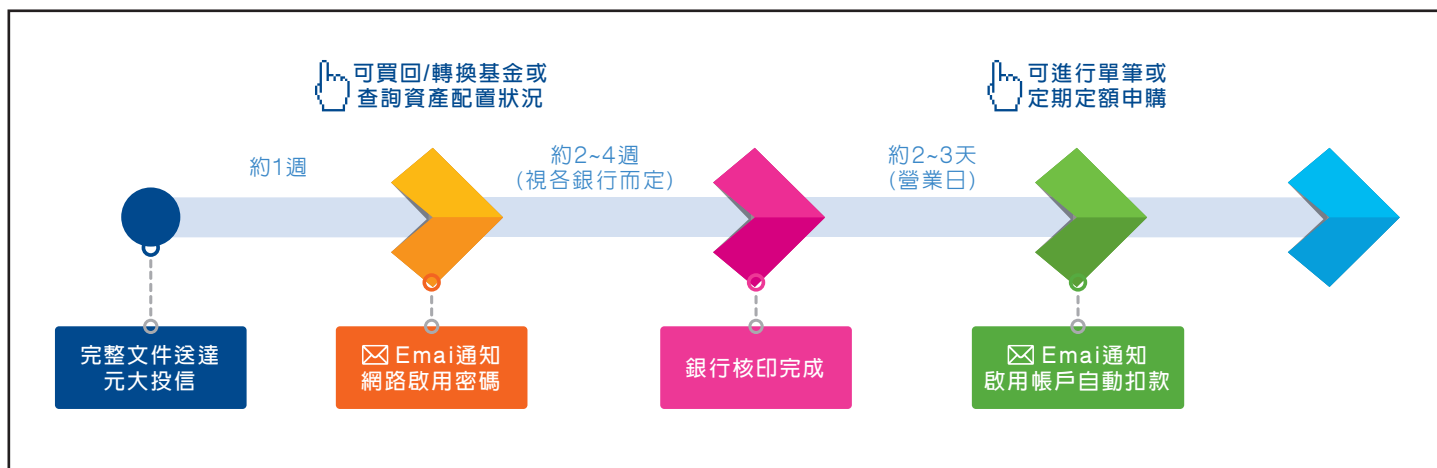 可買回/轉換基金或
查詢資產配置狀況
可進行單筆或
定期定額申購
約1週
約2~4週
(視各銀行而定)
約2~3天
(營業日)
完整文件送達
元大投信
Emai通知
網路啟用密碼
銀行核印完成
Emai通知
啟用帳戶自動扣款